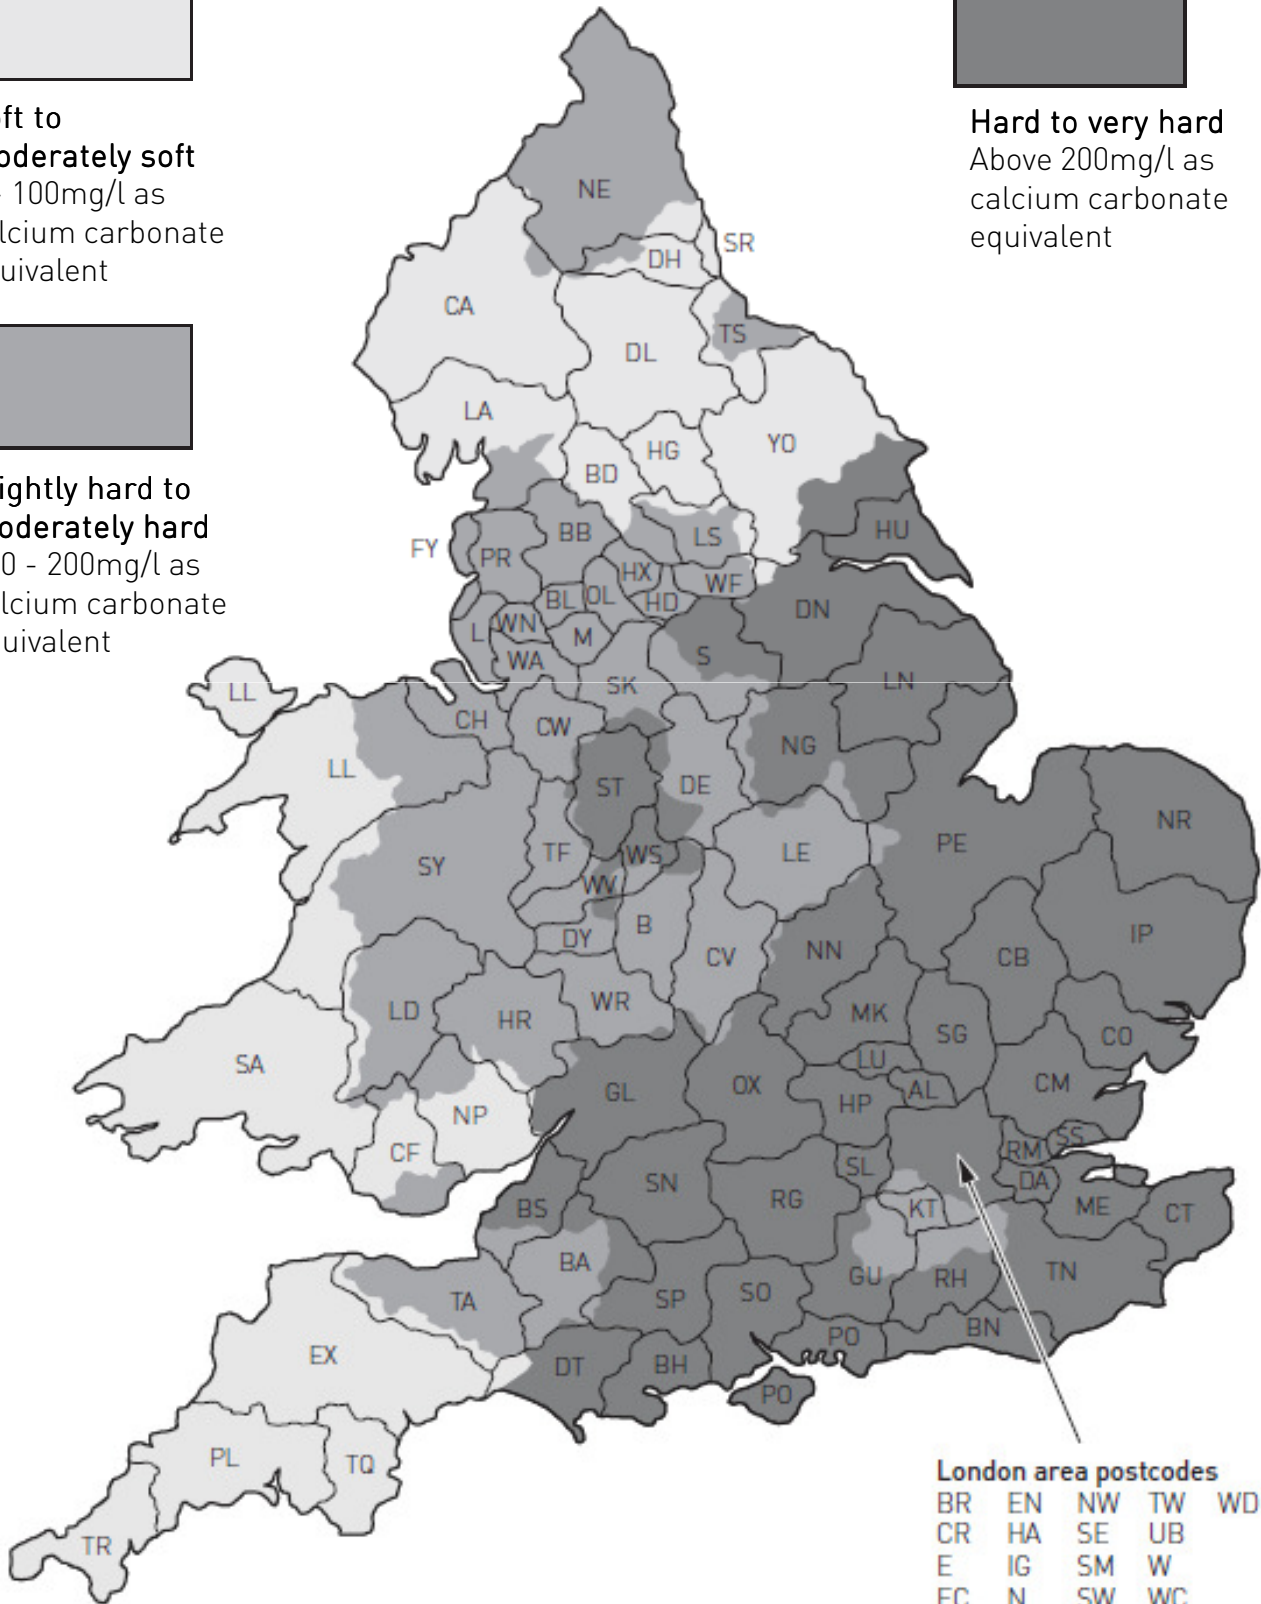 ft to
oderately soft
- 100mg/l as
lcium carbonate
uivalent
Hard to very hard
Above 200mg/l as
calcium carbonate
equivalent
ightly hard to
oderately hard
0 - 200mg/l as
lcium carbonate
quivalent
NE
SR
DH
CA
TS
DL
LA
YO
HG
BD
HU
BB
LS
FY
PR
HX
WF
BL
OL
HD
DN
WN
L
M
WA
S
LL
SK
LN
CH
CW
NG
LL
ST
DE
NR
PE
SY
TF
WS
LE
WV
B
DY
CV
NN
IP
CB
LD
HR
WR
MK
SG
CO
SA
LU
GL
OX
AL
CM
HP
NP
SS
CF
RM
SL
DA
SN
RG
BS
KT
ME
CT
BA
GU
RH
TN
TA
SP
SO
EX
PO
BN
DT
BH
PO
PL
TQ
TR
London area postcodes
BR EN NW TW WD
CR HA SE UB
E IG SM W
EC N SW WC